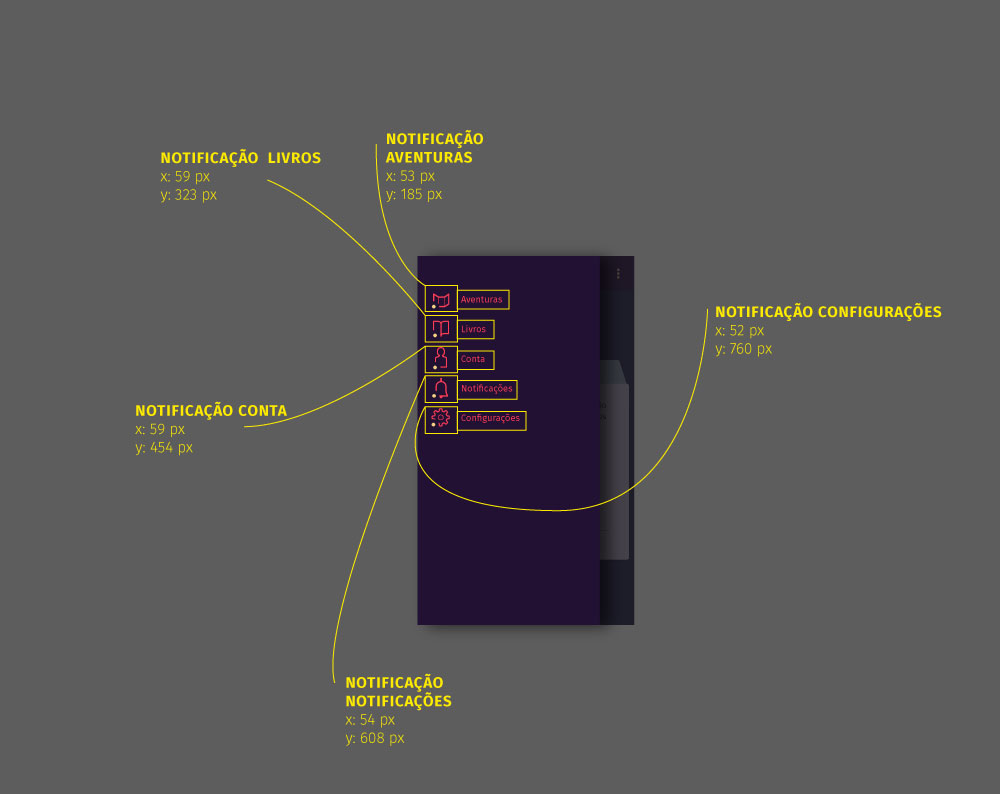 NOTIFICAÇÃO
AVENTURAS
x: 53 px
y: 185 px
NOTIFICAÇÃO LIVROS
x: 59 px
y: 323 px
Aventuras
Livros
Conta
Notificações
Configurações
NOTIFICAÇÃO CONFIGURAÇÕES
x: 52 px
y: 760 px
NOTIFICAÇÃO CONTA
x: 59 px
y: 454 px
NOTIFICAÇÃO
NOTIFICAÇÕES
x: 54 px
y: 608 px